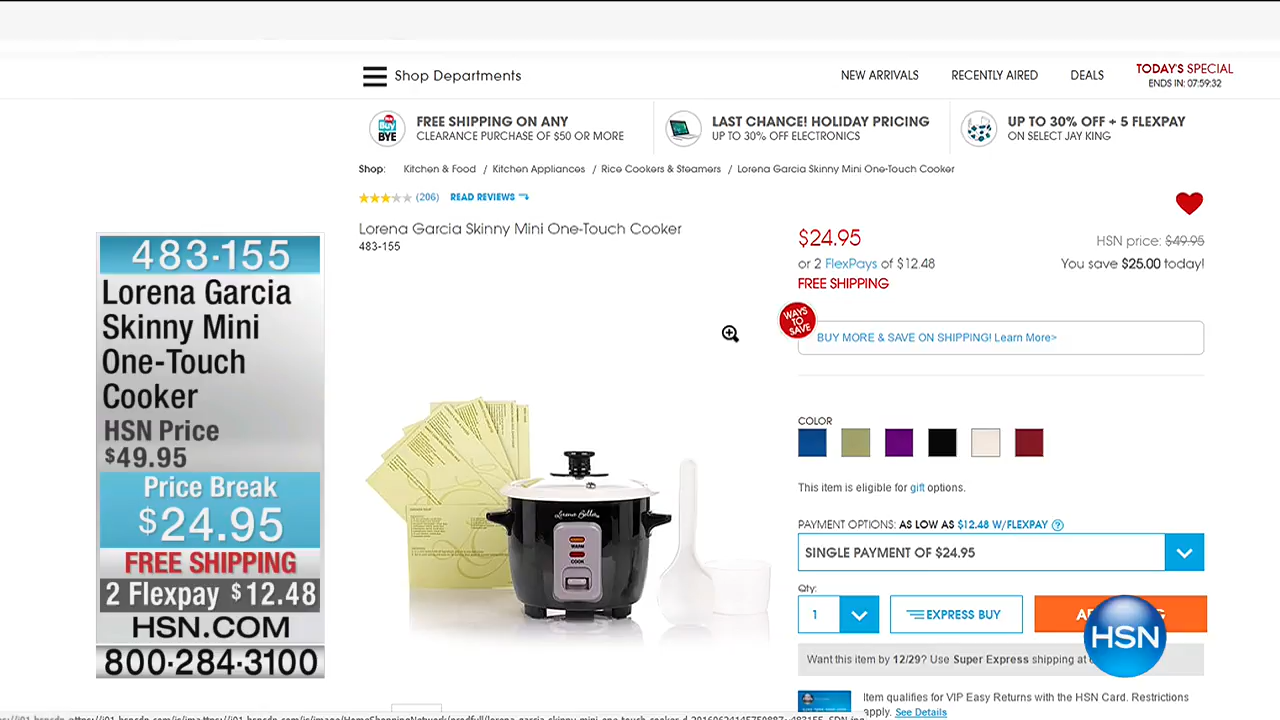 Shop Departments
NEW ARRIVALS
RECENTLY AIRED
DEALS
TODAY'S SPECIAL
ENDS IN: 07:59:32
FREE SHIPPING ON ANY
CLEARANCE PURCHASE OF $50 OR MORE
LAST CHANCE! HOLIDAY PRICING
UP TO 30% OFF ELECTRONICS
UP TO 30% OFF + 5 FLEXPAY
ON SELECT JAY KING
Shop: Kitchen & Food / Kitchen Appliances / Rice Cookers & Steamers / Lorena Garcia Skinny Mini One-Touch Cooker
(206) READ REVIEWS
Lorena Garcia Skinny Mini One-Touch Cooker
483-155
483-155
Lorena Garcia
Skinny Mini
One-Touch
Cooker
HSN Price
$49.95
Price Break
$24.95
FREE SHIPPING
2 Flexpay $12.48
HSN.COM
800-284-3100
WARM
COOK
$24.95
HSN price: $49.95
or 2 FlexPays of $12.48
You save $25.00 today!
FREE SHIPPING
WAYS
TO
SAVE
BUY MORE & SAVE ON SHIPPING! Learn More>
COLOR
This item is eligible for gift options.
PAYMENT OPTIONS: AS LOW AS $12.48 W/FLEXPAY ?
SINGLE PAYMENT OF $24.95
Qty:
1
EXPRESS BUY
HSN
Want this item by 12/29? Use Super Express shipping at
Item qualifies for VIP Easy Returns with the HSN Card. Restrictions
apply. See Details